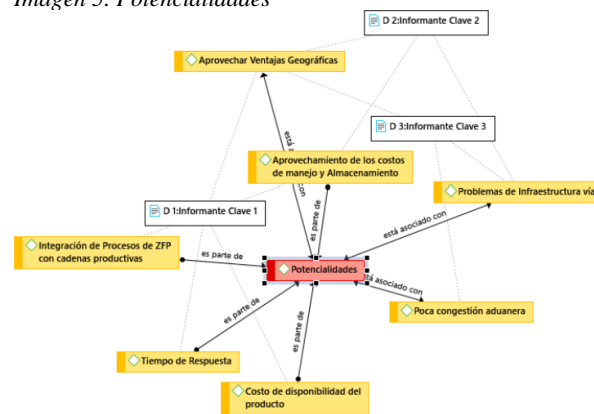 Imagen 5. Potencialidades
D 2:Informante Clave 2
Aprovechar Ventajas Geográficas
D 3:Informante Clave 3
está asociado con
Aprovechamiento de los costos
de manejo y Almacenamiento
Problemas de Infraestructura vía
D 1:Informante Clave 1
es parte de
está asociado con
Integración de Procesos de ZFP
con cadenas productivas
es parte de
Potencialidades
está asociado con
Poca congestión aduanera
es parte de
es parte de
Tiempo de Respuesta
Costo de disponibilidad del
producto